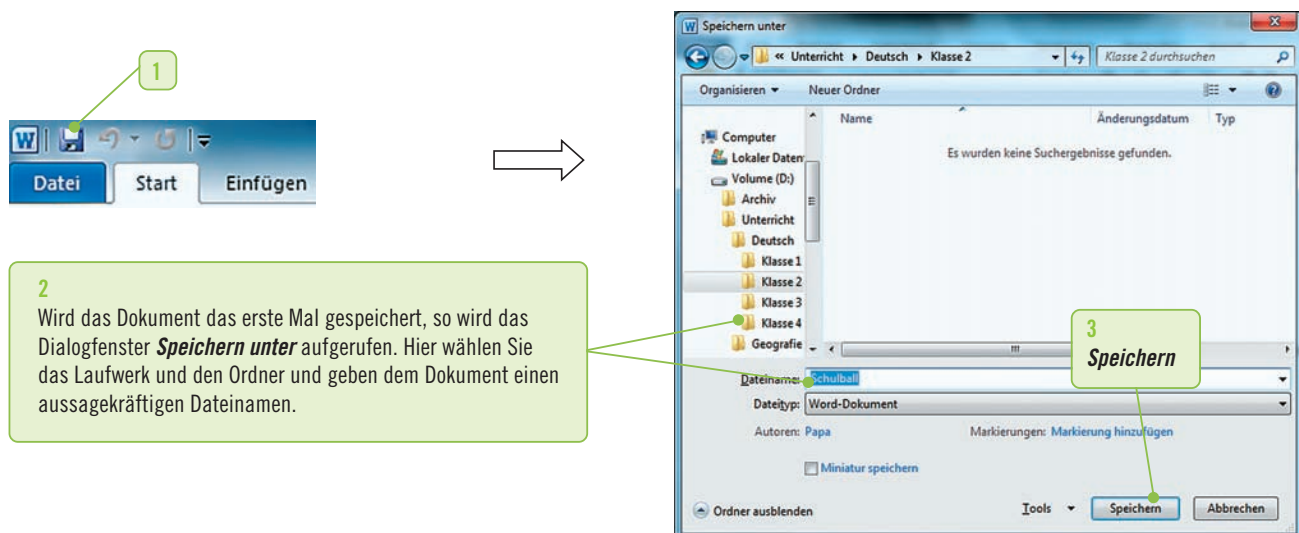 1
W
Datei Start Einfügen
2
Wird das Dokument das erste Mal gespeichert, so wird das
Dialogfenster Speichern unter aufgerufen. Hier wählen Sie
das Laufwerk und den Ordner und geben dem Dokument einen
aussagekräftigen Dateinamen.
W Speichern unter
« Unterricht Deutsch Klasse 2 Klasse 2 durchsuchen
Organisieren Neuer Ordner
Name Änderungsdatum Typ
Es wurden keine Suchergebnisse gefunden.
Computer
Lokaler Daten
Volume (D:)
Archiv
Unterricht
Deutsch
Klasse 1
Klasse 2
Klasse 3
Klasse 4
Geografie
3
Speichern
Dateiname: Schulball
Dateityp: Word-Dokument
Autoren: Papa Markierungen: Markierung hinzufügen
Miniatur speichern
Ordner ausblenden Tools Speichern Abbrechen